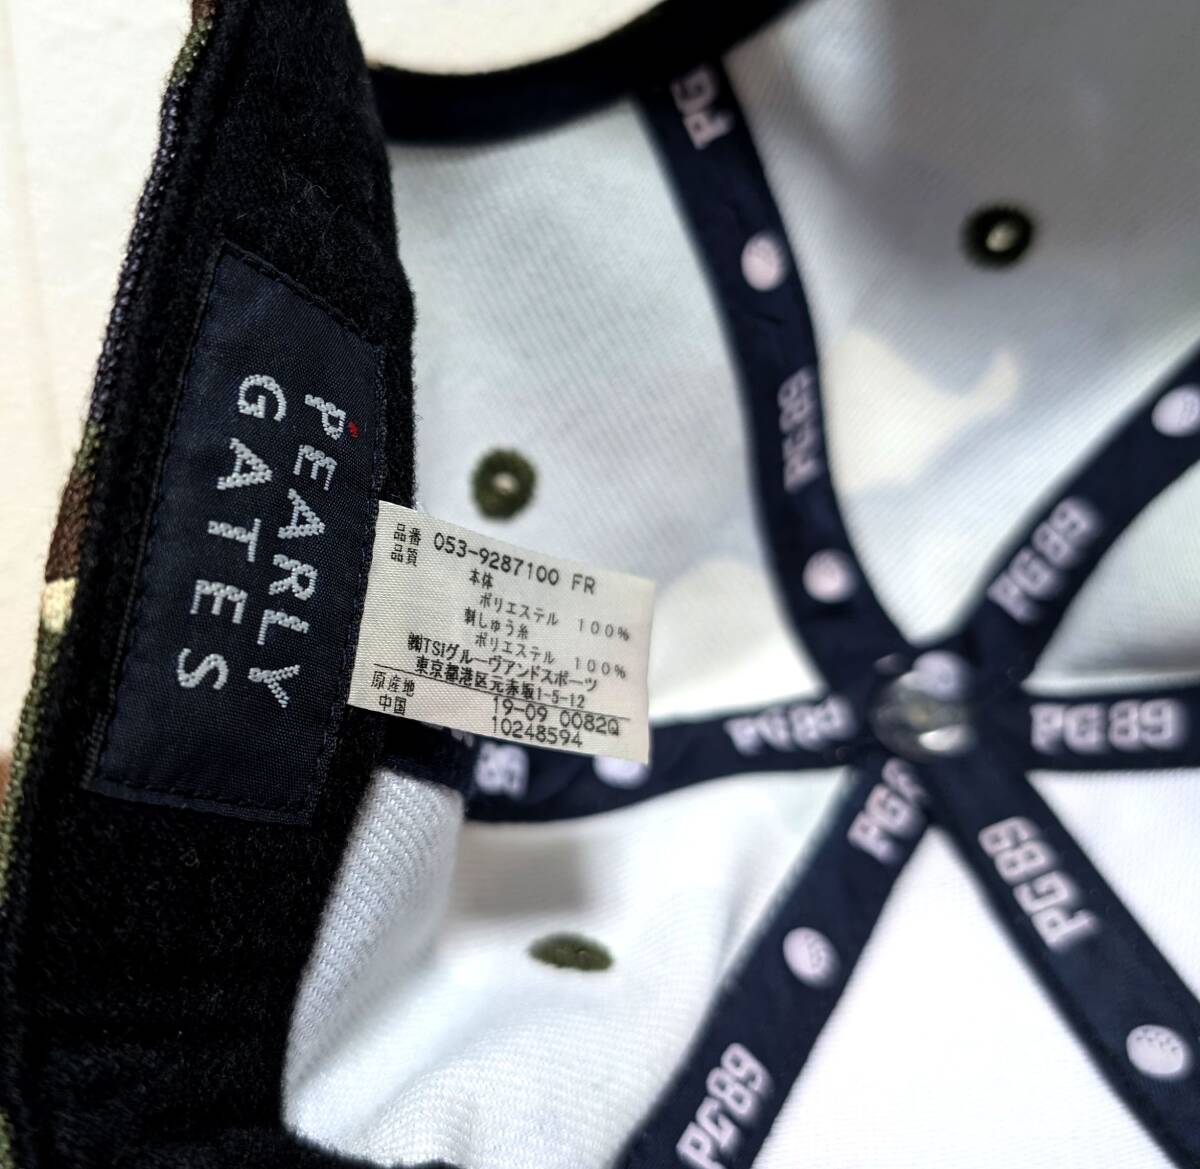 PEARLY
GATES
品番 053-9287100 FR
品質
本体
ポリエステル 100%
刺しゅう糸
ポリエステル 100%
㈱TSIグルーヴアンドスポーツ
東京都港区元赤坂1-5-12
原産地
中国
19-09 0082Q
10248594
PG
PG89
PG89
PG89
PG89
89
PG8
PG89
PG89